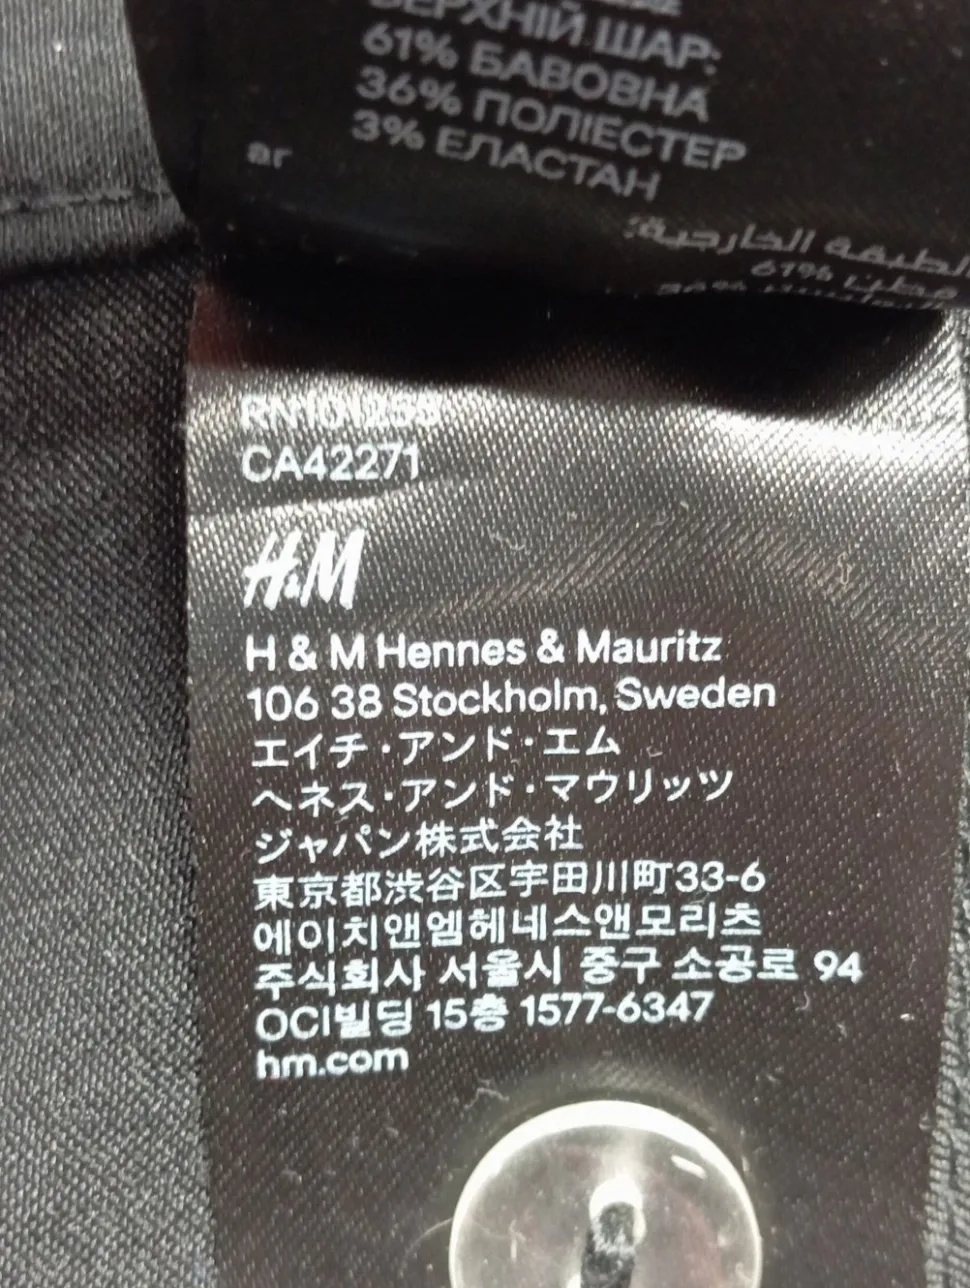 ВЕРХНІЙ ШАР:
61% БАВОВНА
36% ПОЛІЕСТЕР
3% ЕЛАСТАН
ar
الطبقة الخارجية:
61% قطن
36%
CA42271
H&M
H & M Hennes & Mauritz
106 38 Stockholm, Sweden
エイチ・アンド・エム
ヘネス・アンド・マウリッツ
ジャパン株式会社
東京都渋谷区宇田川町33-6
에이치앤엠헤네스앤모리츠
주식회사 서울시 중구 소공로 94
OCI빌딩 15층 1577-6347
hm.com